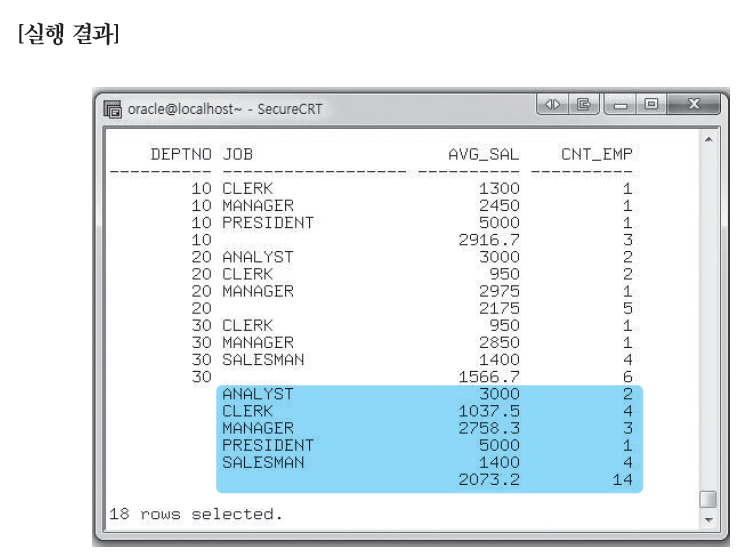 [실행 결과]
oracle@localhost~ - SecureCRT
DEPTNO JOB AVG_SAL CNT_EMP
---------- ------------------ ---------- ----------
10 CLERK 1300 1
10 MANAGER 2450 1
10 PRESIDENT 5000 1
10 2916.7 3
20 ANALYST 3000 2
20 CLERK 950 2
20 MANAGER 2975 1
20 2175 5
30 CLERK 950 1
30 MANAGER 2850 1
30 SALESMAN 1400 4
30 1566.7 6
ANALYST 3000 2
CLERK 1037.5 4
MANAGER 2758.3 3
PRESIDENT 5000 1
SALESMAN 1400 4
2073.2 14
18 rows selected.